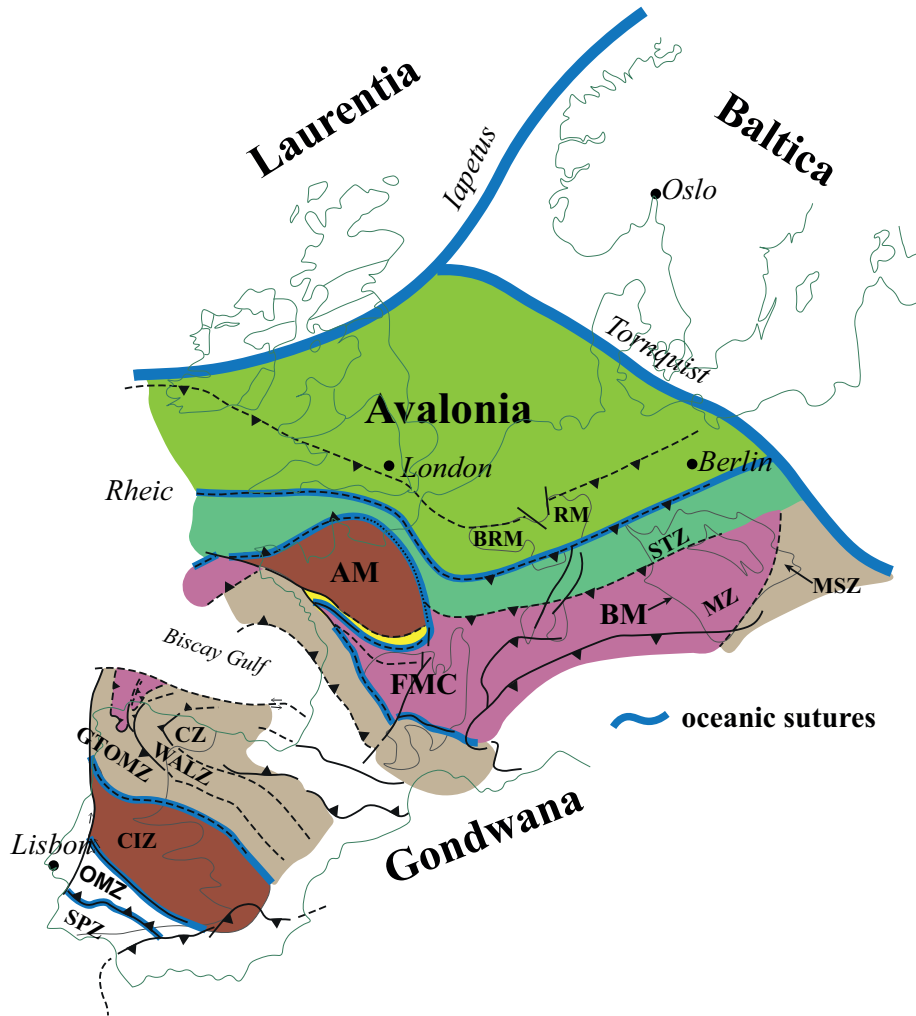 Laurentia
Baltica
Iapetus
Oslo
Tornquist
Avalonia
London
Berlin
Rheic
RM
BRM
STZ
AM
MSZ
BM
MZ
Biscay Gulf
FMC
oceanic sutures
CZ
GTOMZ
WALZ
Gondwana
CIZ
Lisbon
OMZ
SPZ